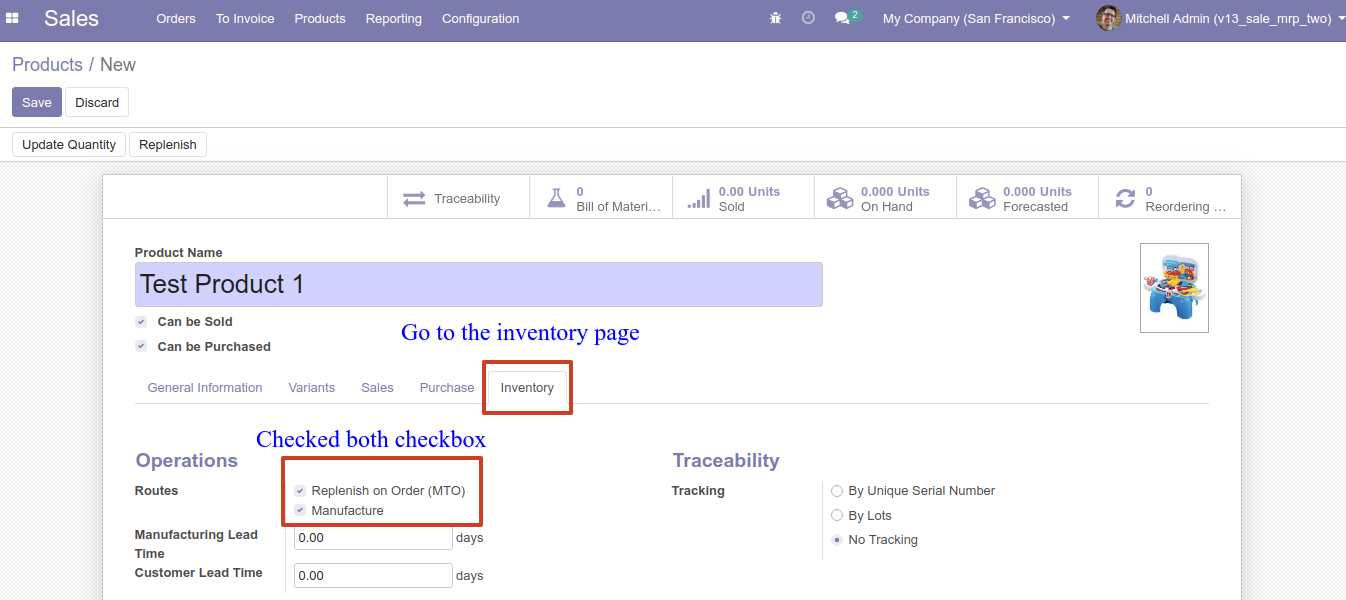 Sales Orders To Invoice Products Reporting Configuration 2 My Company (San Francisco) Mitchell Admin (v13_sale_mrp_two)
Products / New
Save Discard
Update Quantity Replenish
Traceability
0
Bill of Materi...
0.00 Units
Sold
0.000 Units
On Hand
0.000 Units
Forecasted
0
Reordering ...
Product Name
Test Product 1
Can be Sold
Can be Purchased
Go to the inventory page
General Information Variants Sales Purchase Inventory
Checked both checkbox
Operations
Routes
Replenish on Order (MTO)
Manufacture
Manufacturing Lead
Time
0.00 days
Customer Lead Time 0.00 days
Traceability
Tracking
By Unique Serial Number
By Lots
No Tracking